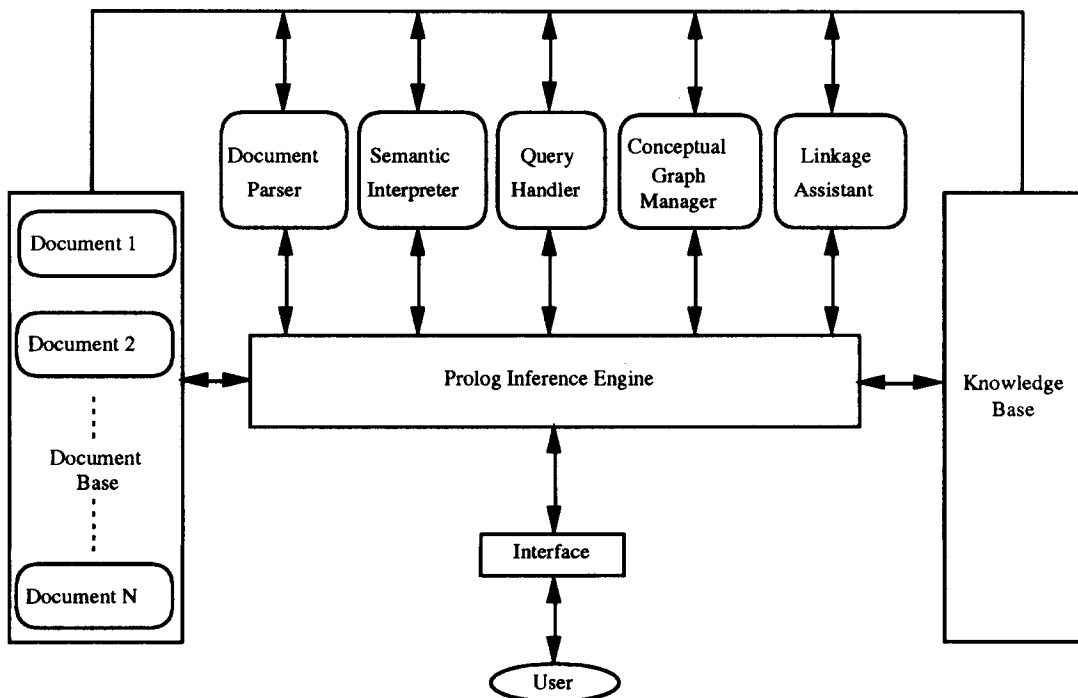 Document
Parser
Semantic
Interpreter
Query
Handler
Conceptual
Graph
Manager
Linkage
Assistant
Document 1
Document 2
Document
Base
Document N
Prolog Inference Engine
Knowledge
Base
Interface
User